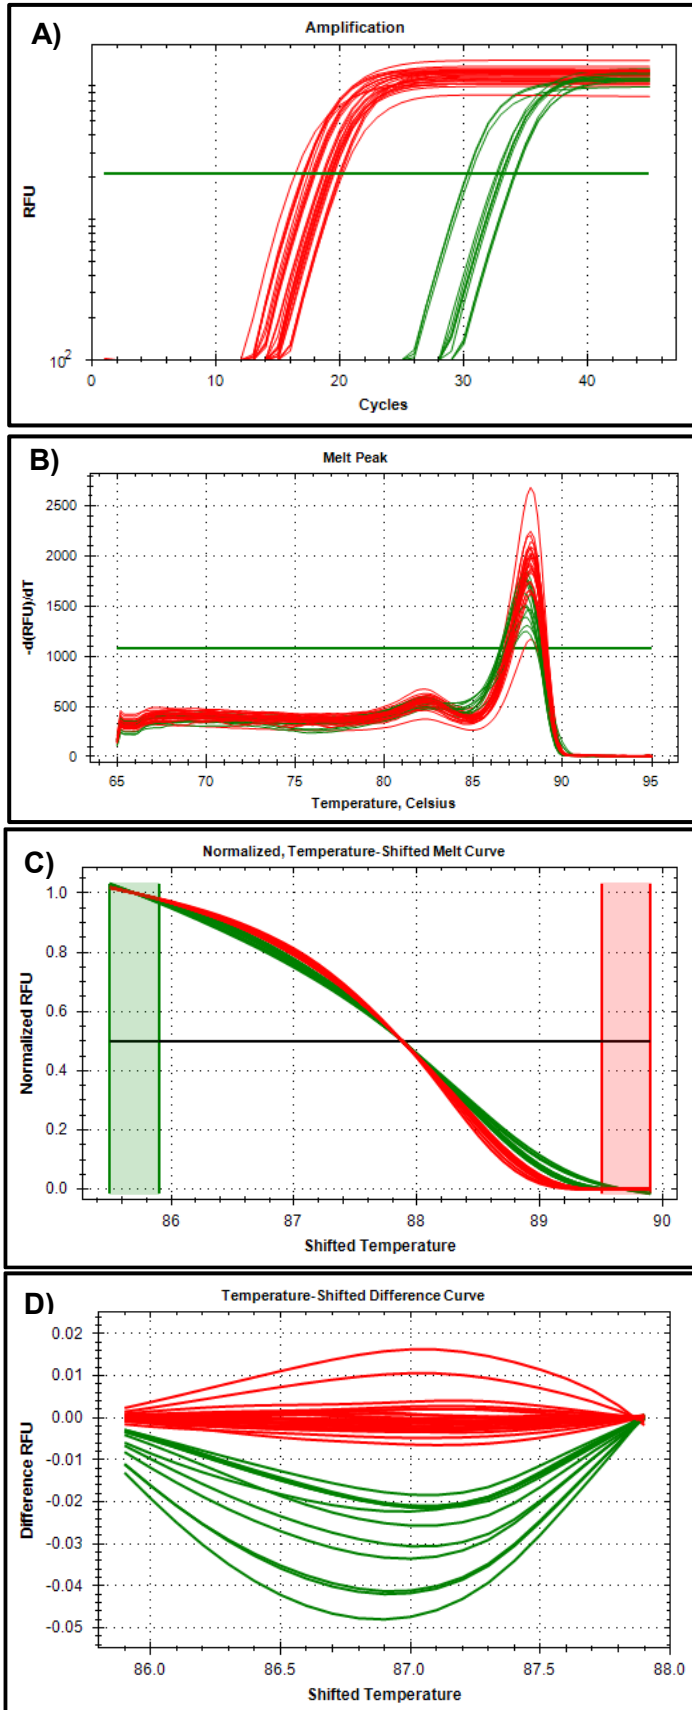 A)
Amplification
RFU
10^2
0 10 20 30 40
Cycles
B)
Melt Peak
-d(RFU)/dT
2500
2000
1500
1000
500
0
65 70 75 80 85 90 95
Temperature, Celsius
C)
Normalized, Temperature-Shifted Melt Curve
Normalized RFU
1.0
0.8
0.6
0.4
0.2
0.0
86 87 88 89 90
Shifted Temperature
D)
Temperature-Shifted Difference Curve
Difference RFU
0.02
0.01
0.00
-0.01
-0.02
-0.03
-0.04
-0.05
86.0 86.5 87.0 87.5 88.0
Shifted Temperature